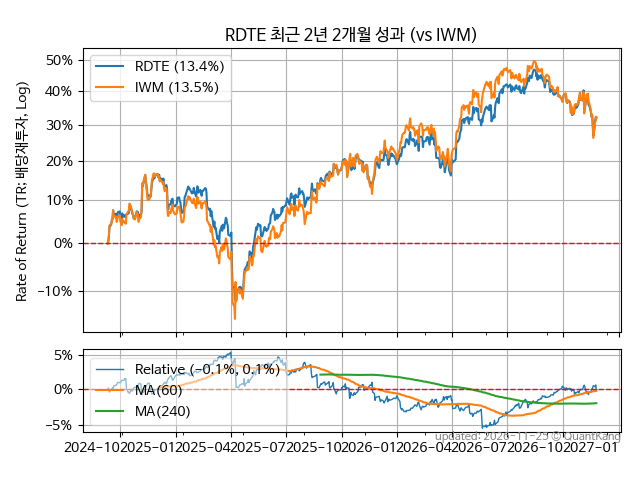 RDTE 최근 2년 2개월 성과 (vs IWM)
Rate of Return (TR: 배당재투자, Log)
50%
40%
30%
20%
10%
0%
−10%
RDTE (13.4%)
IWM (13.5%)
5%
0%
−5%
Relative (−0.1%, 0.1%)
MA(60)
MA(240)
2024-10 2025-01 2025-04 2025-07 2025-10 2026-01 2026-04 2026-07 2026-10 2027-01
updated: 2026-11-25 © QuantKang